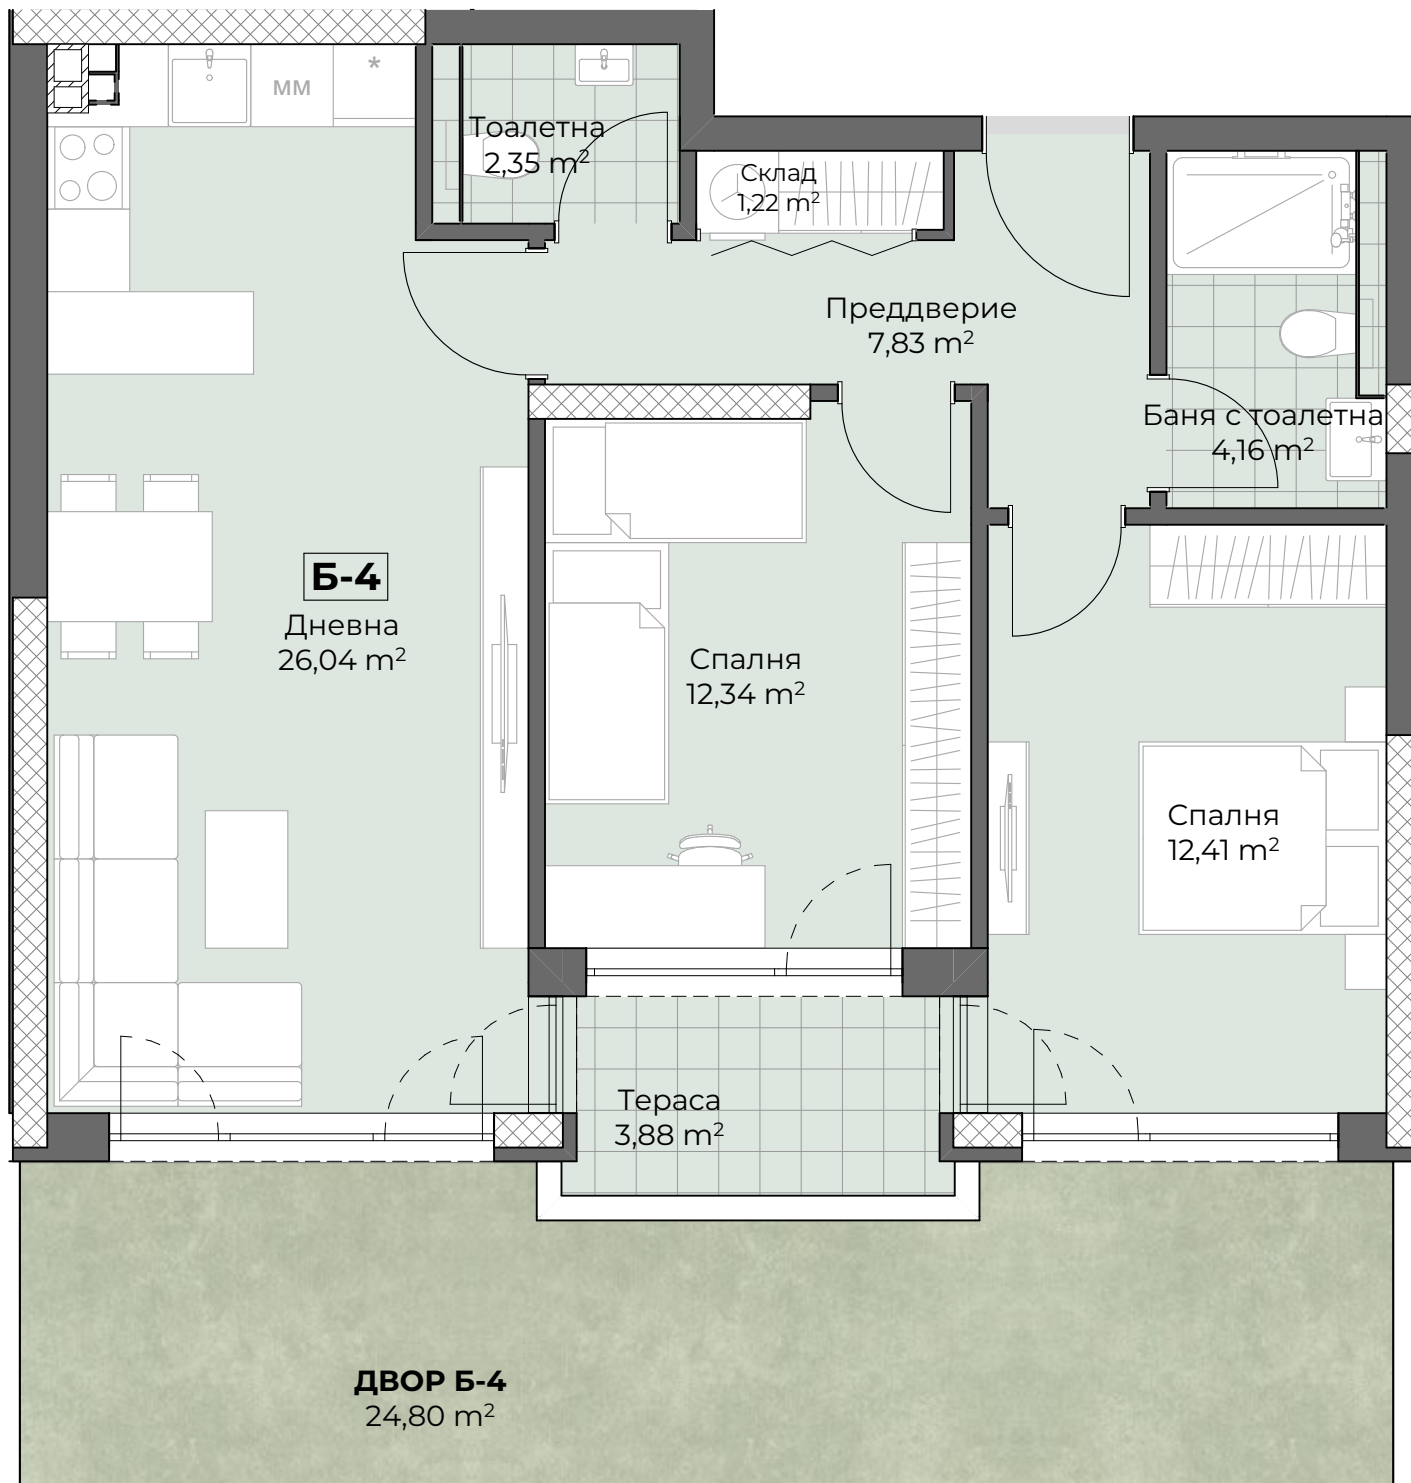 мм
*
Тоалетна
2,35 m²
Склад
1,22 m²
Преддверие
7,83 m²
Баня с тоалетна
4,16 m²
Б-4
Дневна
26,04 m²
Спалня
12,34 m²
Спалня
12,41 m²
Тераса
3,88 m²
ДВОР Б-4
24,80 m²